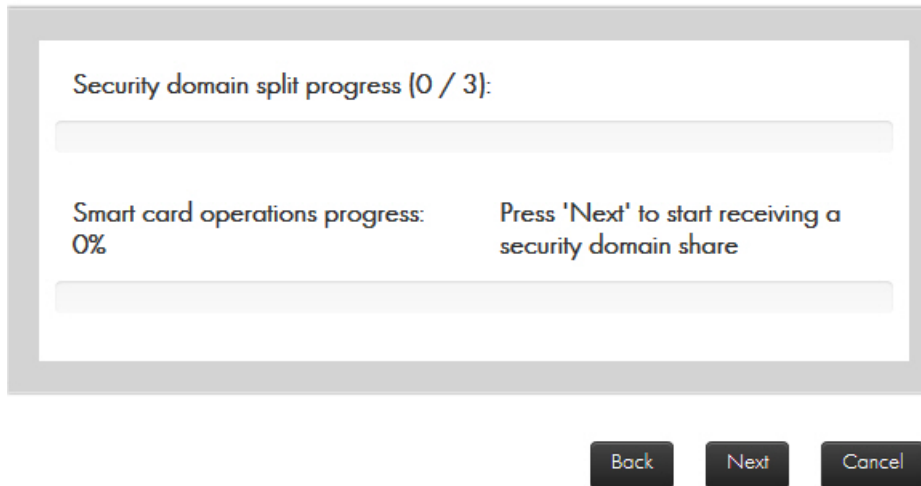 Security domain split progress (0 / 3):
Smart card operations progress:
0%
Press 'Next' to start receiving a
security domain share
Back
Next
Cancel